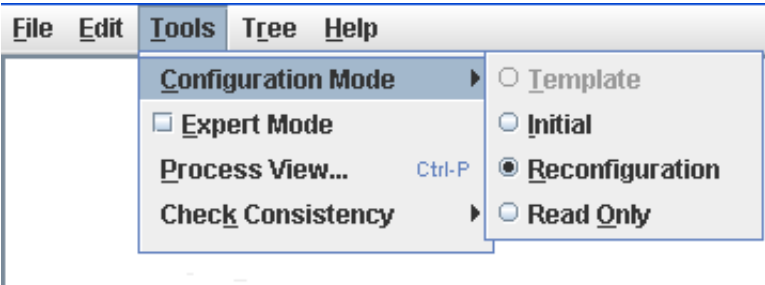 File Edit Tools Tree Help
Configuration Mode
Template
Expert Mode
Initial
Process View... Ctrl-P
Reconfiguration
Check Consistency
Read Only